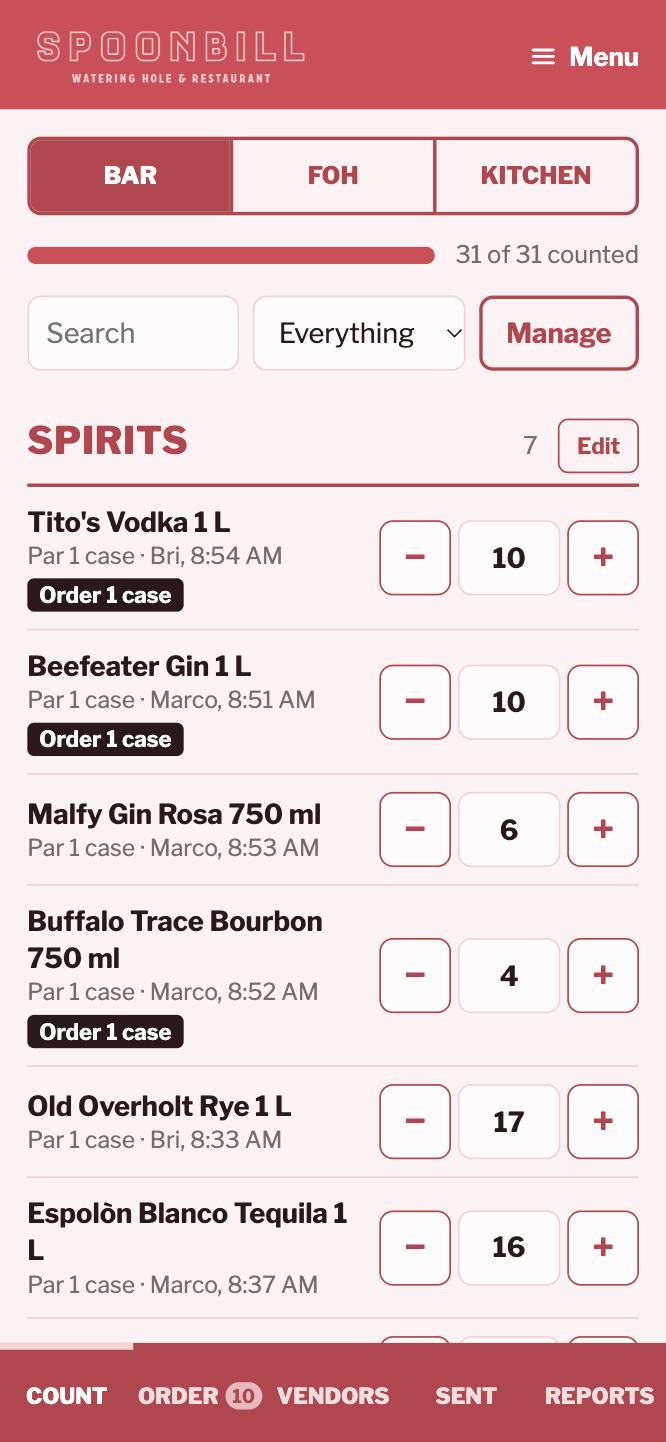 SPOONBILL
WATERING HOLE & RESTAURANT
Menu
BAR
FOH
KITCHEN
31 of 31 counted
Search
Everything
Manage
SPIRITS
7
Edit
Tito's Vodka 1 L
Par 1 case · Bri, 8:54 AM
Order 1 case
−
10
+
Beefeater Gin 1 L
Par 1 case · Marco, 8:51 AM
Order 1 case
−
10
+
Malfy Gin Rosa 750 ml
Par 1 case · Marco, 8:53 AM
−
6
+
Buffalo Trace Bourbon
750 ml
Par 1 case · Marco, 8:52 AM
Order 1 case
−
4
+
Old Overholt Rye 1 L
Par 1 case · Bri, 8:33 AM
−
17
+
Espolòn Blanco Tequila 1
L
Par 1 case · Marco, 8:37 AM
−
16
+
COUNT
ORDER 10
VENDORS
SENT
REPORTS